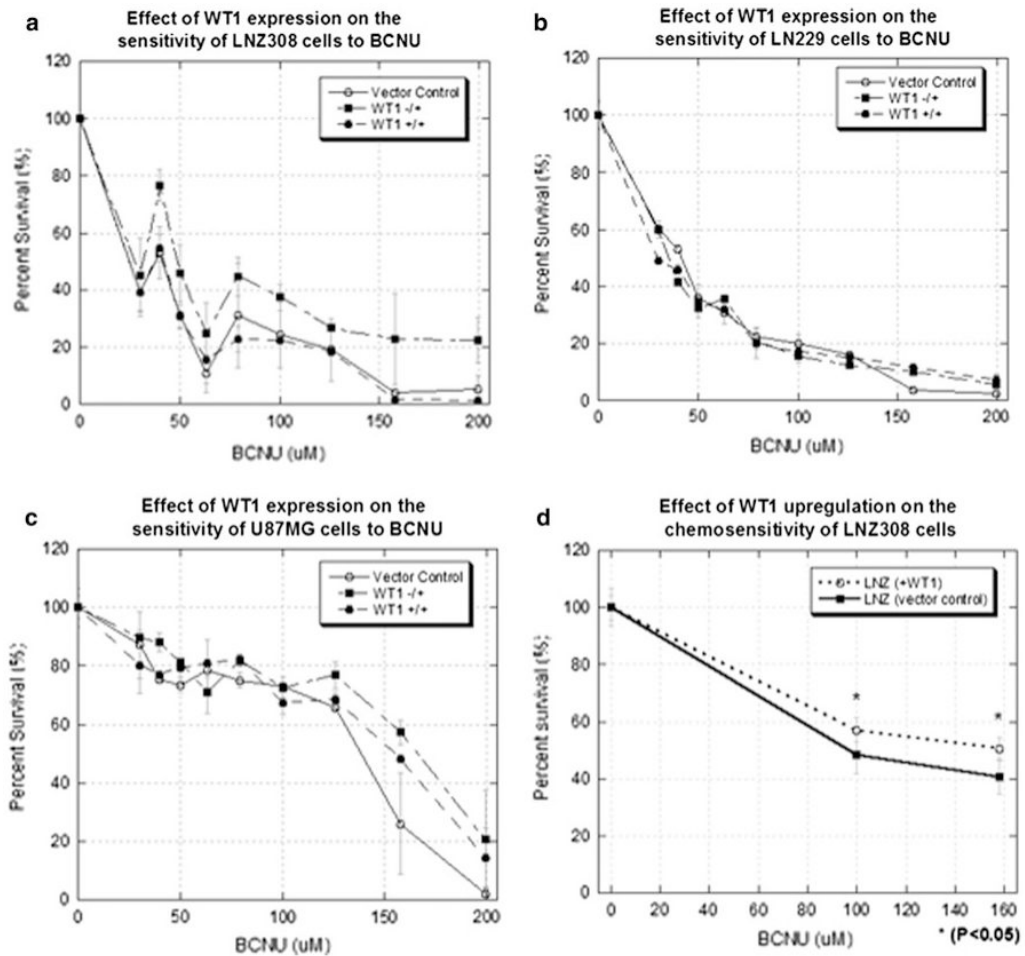 a
Effect of WT1 expression on the
sensitivity of LNZ308 cells to BCNU
Vector Control
WT1 -/+
WT1 +/+
Percent Survival (%)
120
100
80
60
40
20
0
0 50 100 150 200
BCNU (uM)
b
Effect of WT1 expression on the
sensitivity of LN229 cells to BCNU
Vector Control
WT1 -/+
WT1 +/+
Percent Survival (%)
120
100
80
60
40
20
0
0 50 100 150 200
BCNU (uM)
c
Effect of WT1 expression on the
sensitivity of U87MG cells to BCNU
Vector Control
WT1 -/+
WT1 +/+
Percent Survival (%)
120
100
80
60
40
20
0
0 50 100 150 200
BCNU (uM)
d
Effect of WT1 upregulation on the
chemosensitivity of LNZ308 cells
LNZ (+WT1)
LNZ (vector control)
Percent survival (%)
120
100
80
60
40
20
0
*
*
0 20 40 60 80 100 120 140 160
BCNU (uM)
* (P<0.05)